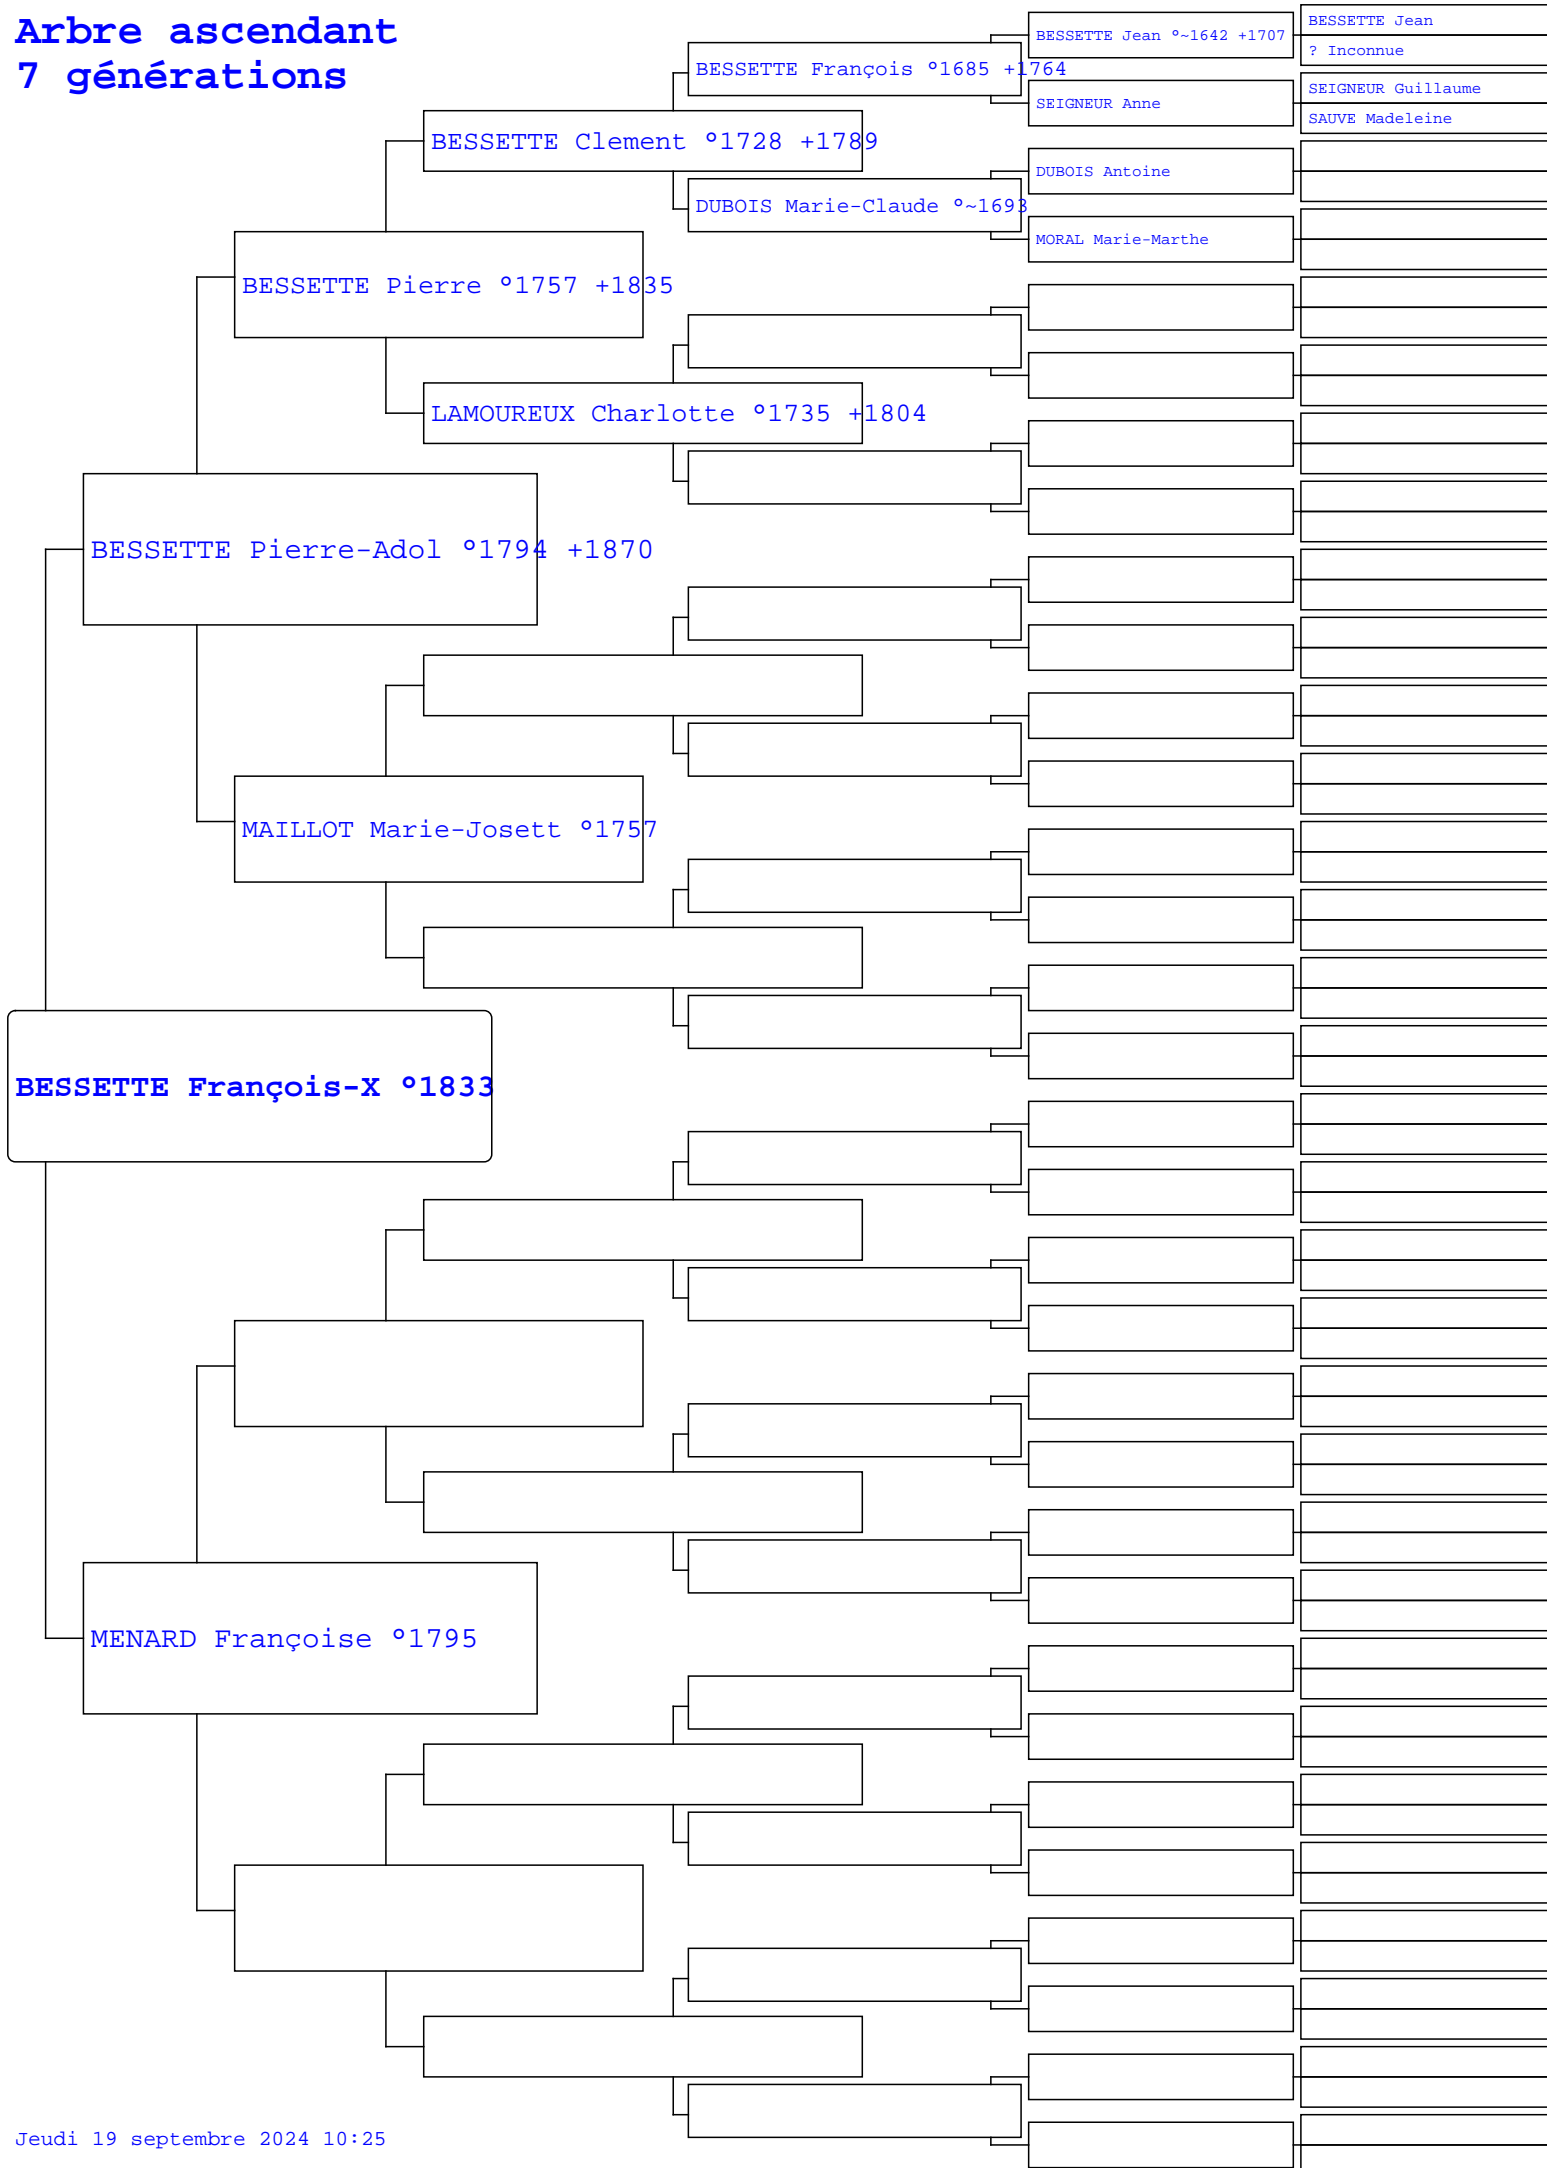 Arbre ascendant
7 générations
BESSETTE Jean
BESSETTE Jean °~1642 +1707
? Inconnue
BESSETTE François °1685 +1764
SEIGNEUR Guillaume
SEIGNEUR Anne
SAUVE Madeleine
BESSETTE Clement °1728 +1789
DUBOIS Antoine
DUBOIS Marie-Claude °~1693
MORAL Marie-Marthe
BESSETTE Pierre °1757 +1835
LAMOUREUX Charlotte °1735 +1804
BESSETTE Pierre-Adol °1794 +1870
MAILLOT Marie-Josett °1757
BESSETTE François-X °1833
MENARD Françoise °1795
Jeudi 19 septembre 2024 10:25